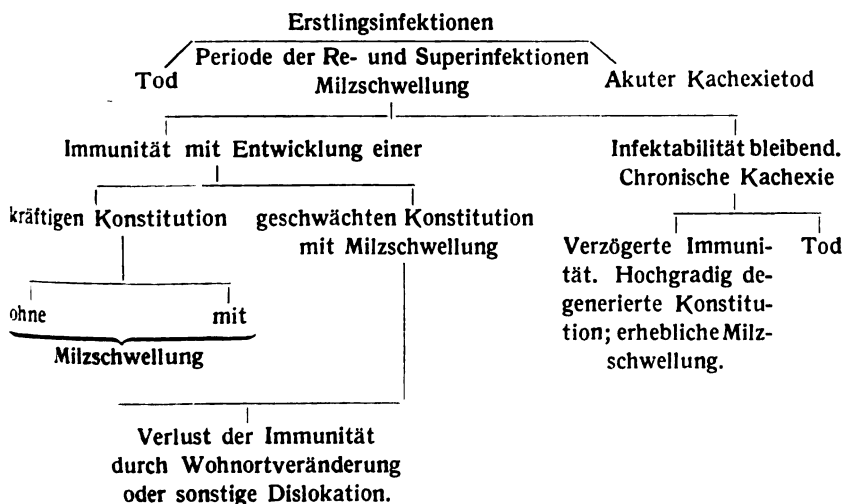 Erstlingsinfektionen
Periode der Re- und Superinfektionen
Tod
Milzschwellung
Akuter Kachexietod
Immunität mit Entwicklung einer
Infektabilität bleibend.
Chronische Kachexie
kräftigen Konstitution
geschwächten Konstitution
mit Milzschwellung
Verzögerte Immuni-
tät. Hochgradig de-
generierte Konstitu-
tion; erhebliche Milz-
schwellung.
Tod
ohne
mit
Milzschwellung
Verlust der Immunität
durch Wohnortveränderung
oder sonstige Dislokation.